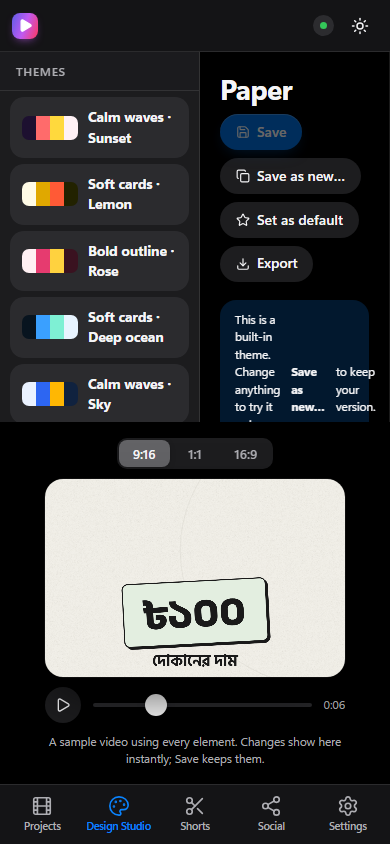 THEMES
Calm waves ·
Sunset
Soft cards ·
Lemon
Bold outline ·
Rose
Soft cards ·
Deep ocean
Calm waves ·
Sky
Paper
Save
Save as new...
Set as default
Export
This is a
built-in
theme.
Change Save to keep
anything as your
to try it new... version.
9:16 1:1 16:9
৳১০০
দোকানের দাম
0:06
A sample video using every element. Changes show here
instantly; Save keeps them.
Projects Design Studio Shorts Social Settings